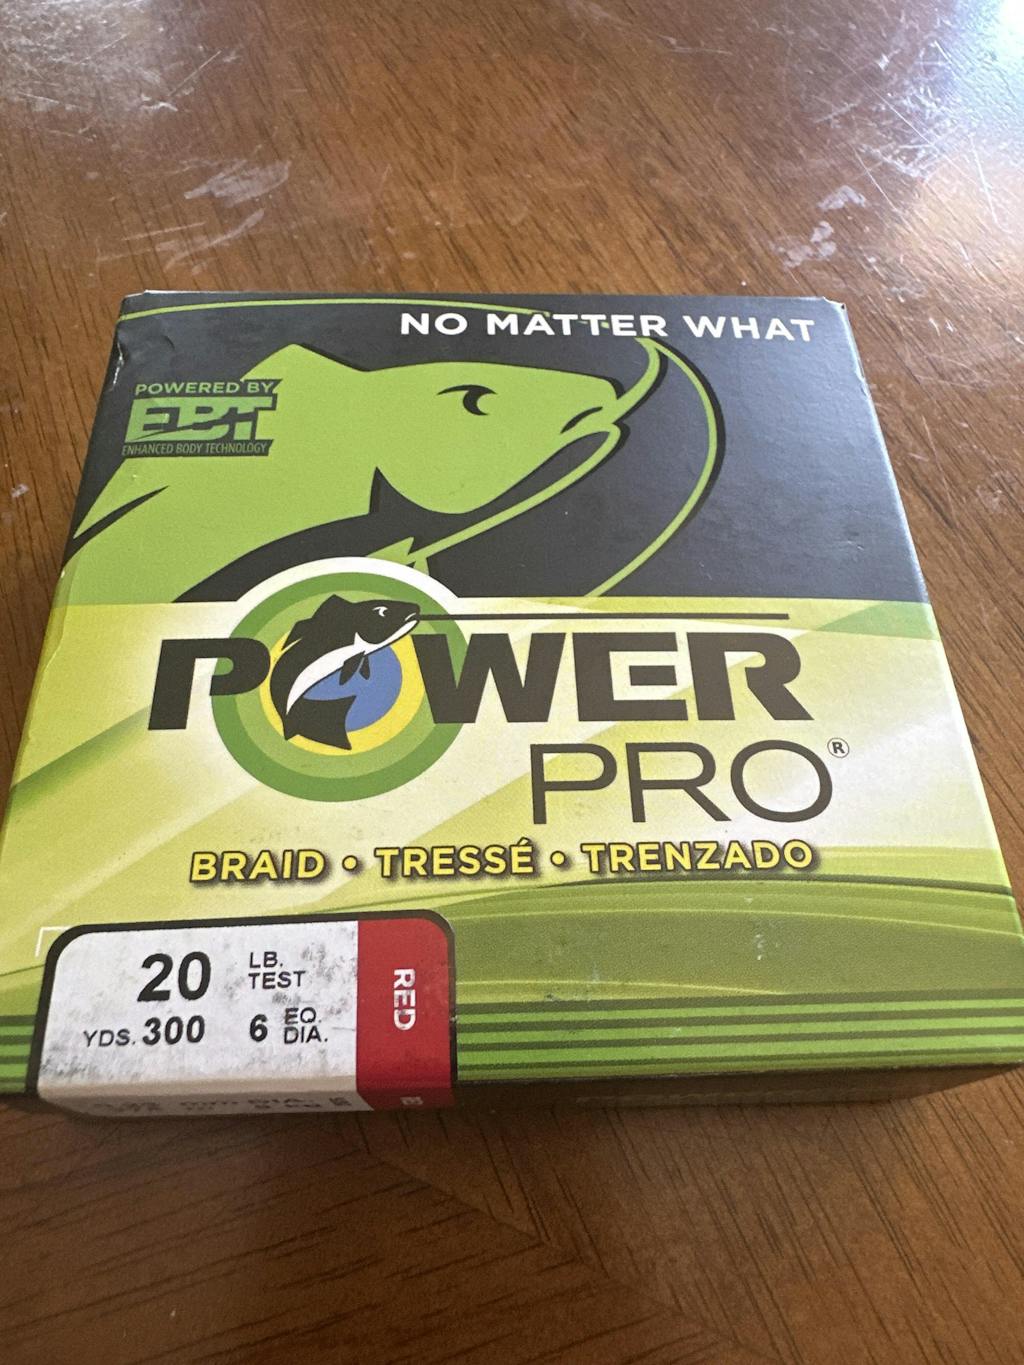 NO MATTER WHAT
POWERED BY
EBT
ENHANCED BODY TECHNOLOGY
POWER
PRO®
BRAID • TRESSÉ • TRENZADO
20 LB. TEST
YDS. 300 6 EQ. DIA.
RED